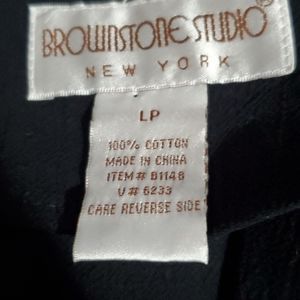 BROWNSTONE STUDIO®
NEW YORK
LP
100% COTTON
MADE IN CHINA
ITEM# B1148
V# 6233
CARE REVERSE SIDE